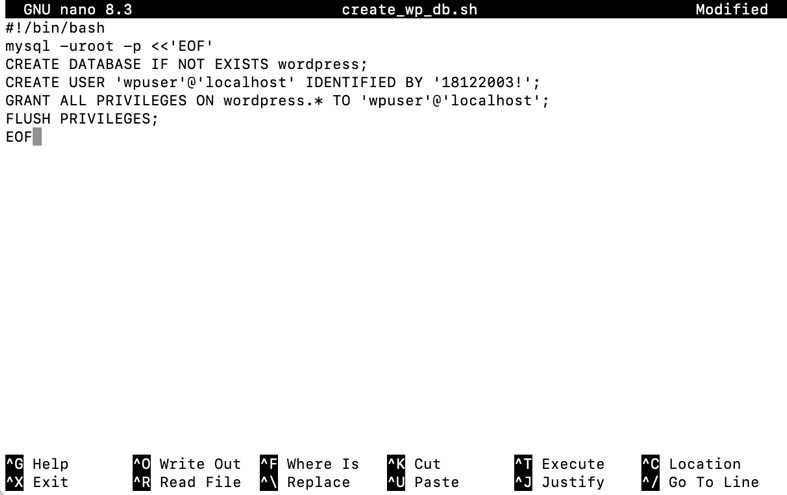 GNU nano 8.3 create_wp_db.sh Modified
#!/bin/bash
mysql -uroot -p <<'EOF'
CREATE DATABASE IF NOT EXISTS wordpress;
CREATE USER 'wpuser'@'localhost' IDENTIFIED BY '18122003!';
GRANT ALL PRIVILEGES ON wordpress.* TO 'wpuser'@'localhost';
FLUSH PRIVILEGES;
EOF
^G Help ^O Write Out ^F Where Is ^K Cut ^T Execute ^C Location
^X Exit ^R Read File ^\ Replace ^U Paste ^J Justify ^/ Go To Line